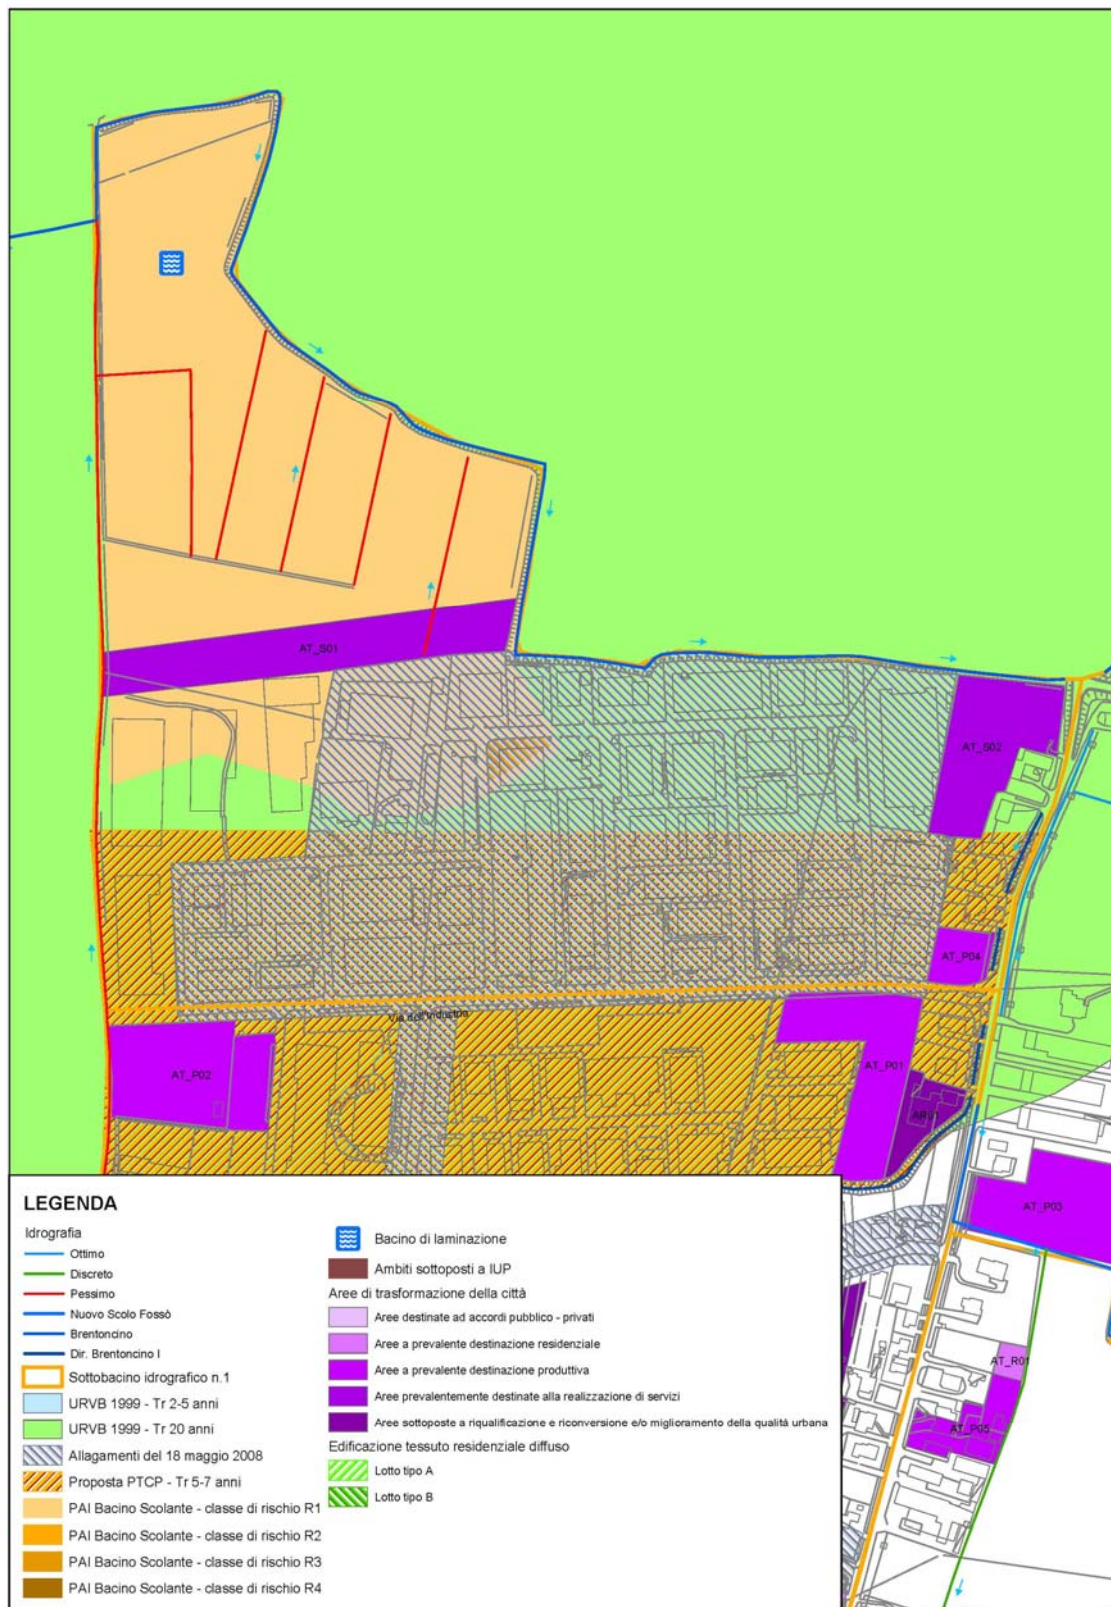 AT_S01
AT_S02
AT_P04
Via dell'Industria
AT_P02
AT_P01
AR01
AT_P03
AT_R01
AT_P05
LEGENDA
Idrografia
Ottimo
Discreto
Pessimo
Nuovo Scolo Fossò
Brentoncino
Dir. Brentoncino I
Sottobacino idrografico n.1
URVB 1999 - Tr 2-5 anni
URVB 1999 - Tr 20 anni
Allagamenti del 18 maggio 2008
Proposta PTCP - Tr 5-7 anni
PAI Bacino Scolante - classe di rischio R1
PAI Bacino Scolante - classe di rischio R2
PAI Bacino Scolante - classe di rischio R3
PAI Bacino Scolante - classe di rischio R4
Bacino di laminazione
Ambiti sottoposti a IUP
Aree di trasformazione della città
Aree destinate ad accordi pubblico - privati
Aree a prevalente destinazione residenziale
Aree a prevalente destinazione produttiva
Aree prevalentemente destinate alla realizzazione di servizi
Aree sottoposte a riqualificazione e riconversione e/o miglioramento della qualità urbana
Edificazione tessuto residenziale diffuso
Lotto tipo A
Lotto tipo B